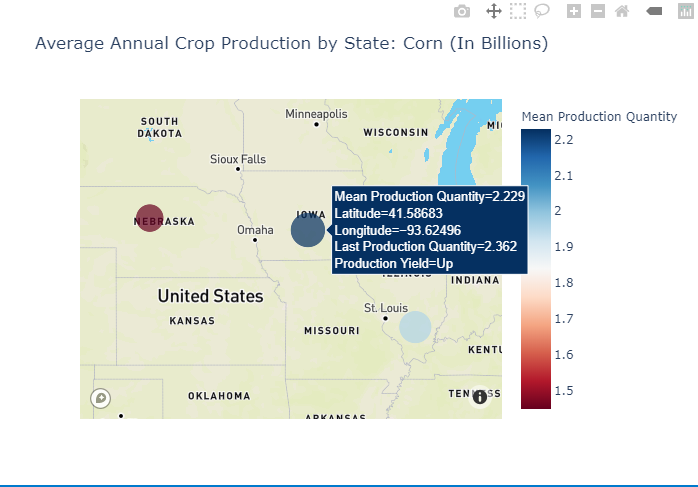 Average Annual Crop Production by State: Corn (In Billions)
Mean Production Quantity
2.2
2.1
2
1.9
1.8
1.7
1.6
1.5
Minneapolis
SOUTH
DAKOTA
WISCONSIN
MI
Sioux Falls
Mean Production Quantity=2.229
Latitude=41.58683
Longitude=−93.62496
Last Production Quantity=2.362
Production Yield=Up
NEBRASKA
IOWA
Omaha
INDIANA
United States
St. Louis
KANSAS
MISSOURI
KENTU
OKLAHOMA
ARKANSAS